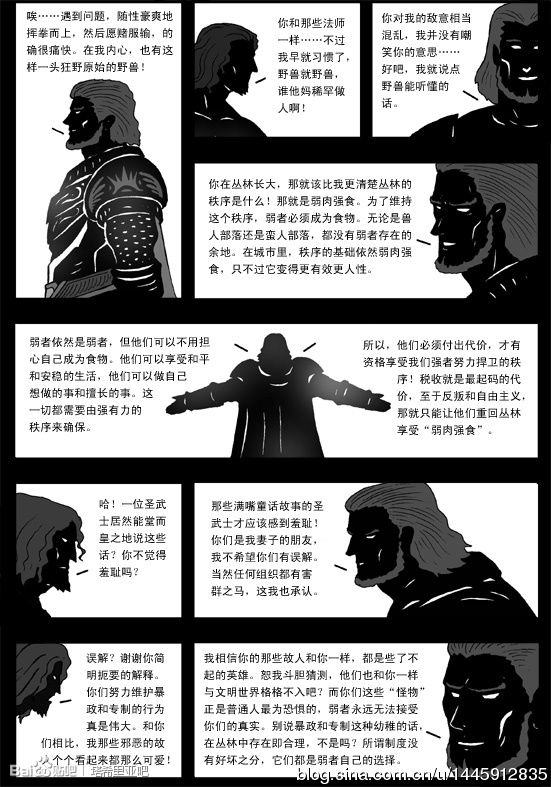 唉……遇到问题，随性豪爽地
挥拳而上，然后愿赌服输，的
确很痛快。在我内心，也有这
样一头狂野原始的野兽！
你和那些法师
一样……不过
我早就习惯了，
野兽就野兽，
谁他妈稀罕做
人啊！
你对我的敌意相当
混乱，我并没有嘲
笑你的意思……
好吧，我就说点
野兽能听懂的
话。
你在丛林长大，那就该比我更清楚丛林的
秩序是什么！那就是弱肉强食。为了维持
这个秩序，弱者必须成为食物。无论是兽
人部落还是蛮人部落，都没有弱者存在的
余地。在城市里，秩序的基础依然弱肉强
食，只不过它变得更有效更人性。
弱者依然是弱者，但他们可以不用担
心自己成为食物。他们可以享受和平
和安稳的生活，他们可以做自己
想做的事和擅长的事。这
一切都需要由强有力的
秩序来确保。
所以，他们必须付出代价，才有
资格享受我们强者努力捍卫的秩
序！税收就是最起码的代
价，至于反叛和自由主义，
那就只能让他们重回丛林
享受“弱肉强食”。
哈！一位圣武
士居然能堂而
皇之地说这些
话？你不觉得
羞耻吗？
那些满嘴童话故事的圣
武士才应该感到羞耻！
你们是我妻子的朋友，
我不希望你们有误解。
当然任何组织都有害
群之马，这我也承认。
误解？谢谢你简
明扼要的解释。
你们努力维护暴
政和专制的行为
真是伟大。和你
们相比，我那些邪恶的故
个个看起来都那么可爱！
我相信你的那些故人和你一样，都是些了不
起的英雄。恕我斗胆猜测，他们也和你一样
与文明世界格格不入吧？而你们这些“怪物”
正是普通人最为恐惧的，弱者永远无法接受
你们的真实。别说暴政和专制这种幼稚的话，
在丛林中存在即合理，不是吗？所谓制度没
有好坏之分，它们都是弱者自己的选择。
Bai 贴吧 塔希里亚吧
blog.sina.com.cn/u/1445912835